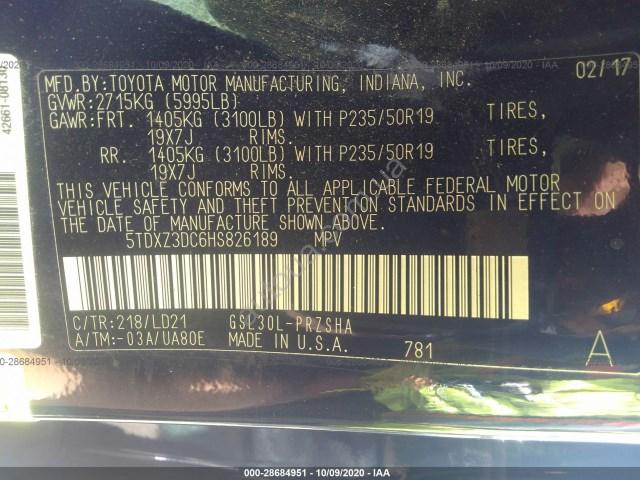 MFD.BY:TOYOTA MOTOR MANUFACTURING, INDIANA, INC. 02/17
GVWR:2715KG (5995LB)
GAWR:FRT. 1405KG (3100LB) WITH P235/50R19 TIRES,
19X7J RIMS.
RR. 1405KG (3100LB) WITH P235/50R19 TIRES,
19X7J RIMS.
THIS VEHICLE CONFORMS TO ALL APPLICABLE FEDERAL MOTOR
VEHICLE SAFETY AND THEFT PREVENTION STANDARDS IN EFFECT ON
THE DATE OF MANUFACTURE SHOWN ABOVE.
5TDXZ3DC6HS826189 MPV
C/TR:218/LD21 GSL30L-PRZSHA
A/TM:-03A/UA80E MADE IN U.S.A. 781 A
000-28684951 • 10/09/2020 - IAA